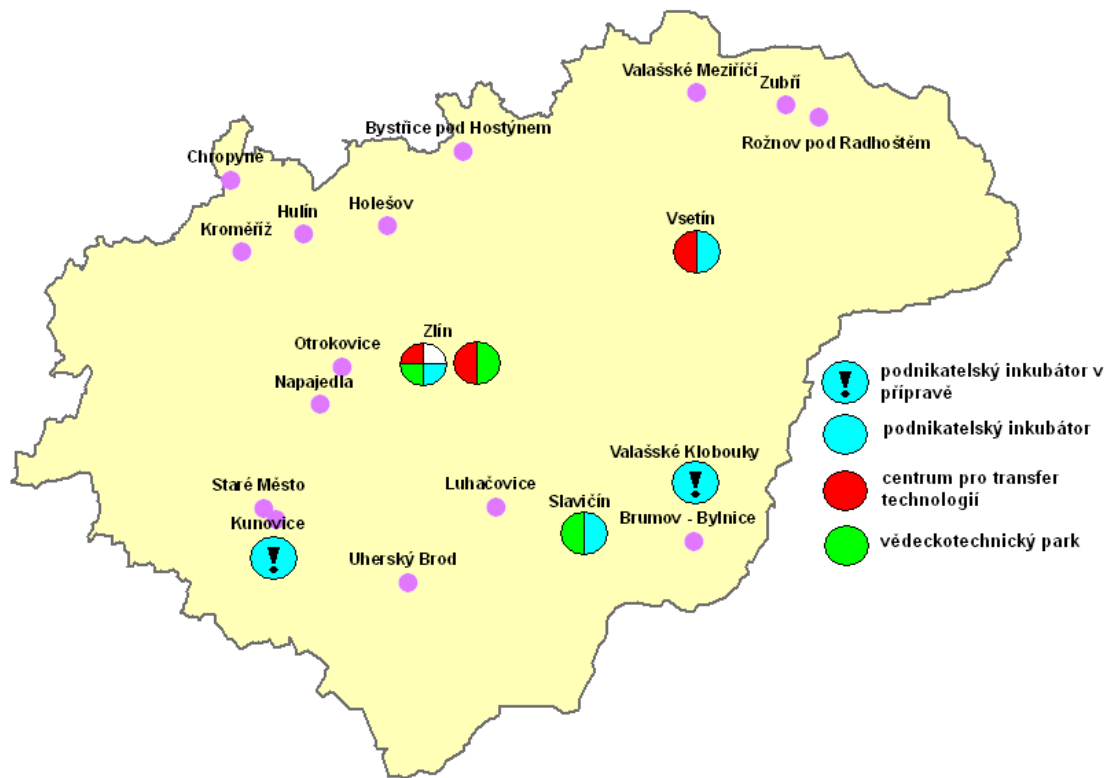 Valašské Meziříčí
Zubří
Rožnov pod Radhoštěm
Bystřice pod Hostýnem
Chropyně
Holešov
Hulín
Kroměříž
Vsetín
Zlín
Otrokovice
Napajedla
Valašské Klobouky
Staré Město
Luhačovice
Slavičín
Brumov - Bylnice
Kunovice
Uherský Brod
podnikatelský inkubátor v
přípravě
podnikatelský inkubátor
centrum pro transfer
technologií
vědeckotechnický park